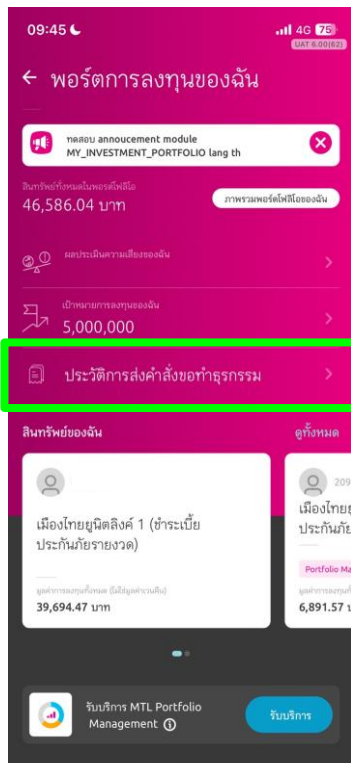 09:45
4G 75
UAT 6.00(62)
พอร์ตการลงทุนของฉัน
ทดสอบ annoucement module
MY_INVESTMENT_PORTFOLIO lang th
สินทรัพย์ทั้งหมดในพอร์ตโฟลิโอ
46,586.04 บาท
ภาพรวมพอร์ตโฟลิโอของฉัน
ผลประเมินความเสี่ยงของฉัน
เป้าหมายการลงทุนของฉัน
5,000,000
ประวัติการส่งคำสั่งขอทำธุรกรรม
สินทรัพย์ของฉัน
ดูทั้งหมด
เมืองไทยยูนิตลิงค์ 1 (ชำระเบี้ย
ประกันภัยรายงวด)
มูลค่าการลงทุนทั้งหมด (ไม่ใช่มูลค่าเวนคืน)
39,694.47 บาท
209
เมืองไทย
ประกันภัย
Portfolio Ma
มูลค่าการลงทุน
6,891.57
รับบริการ MTL Portfolio
Management
รับบริการ